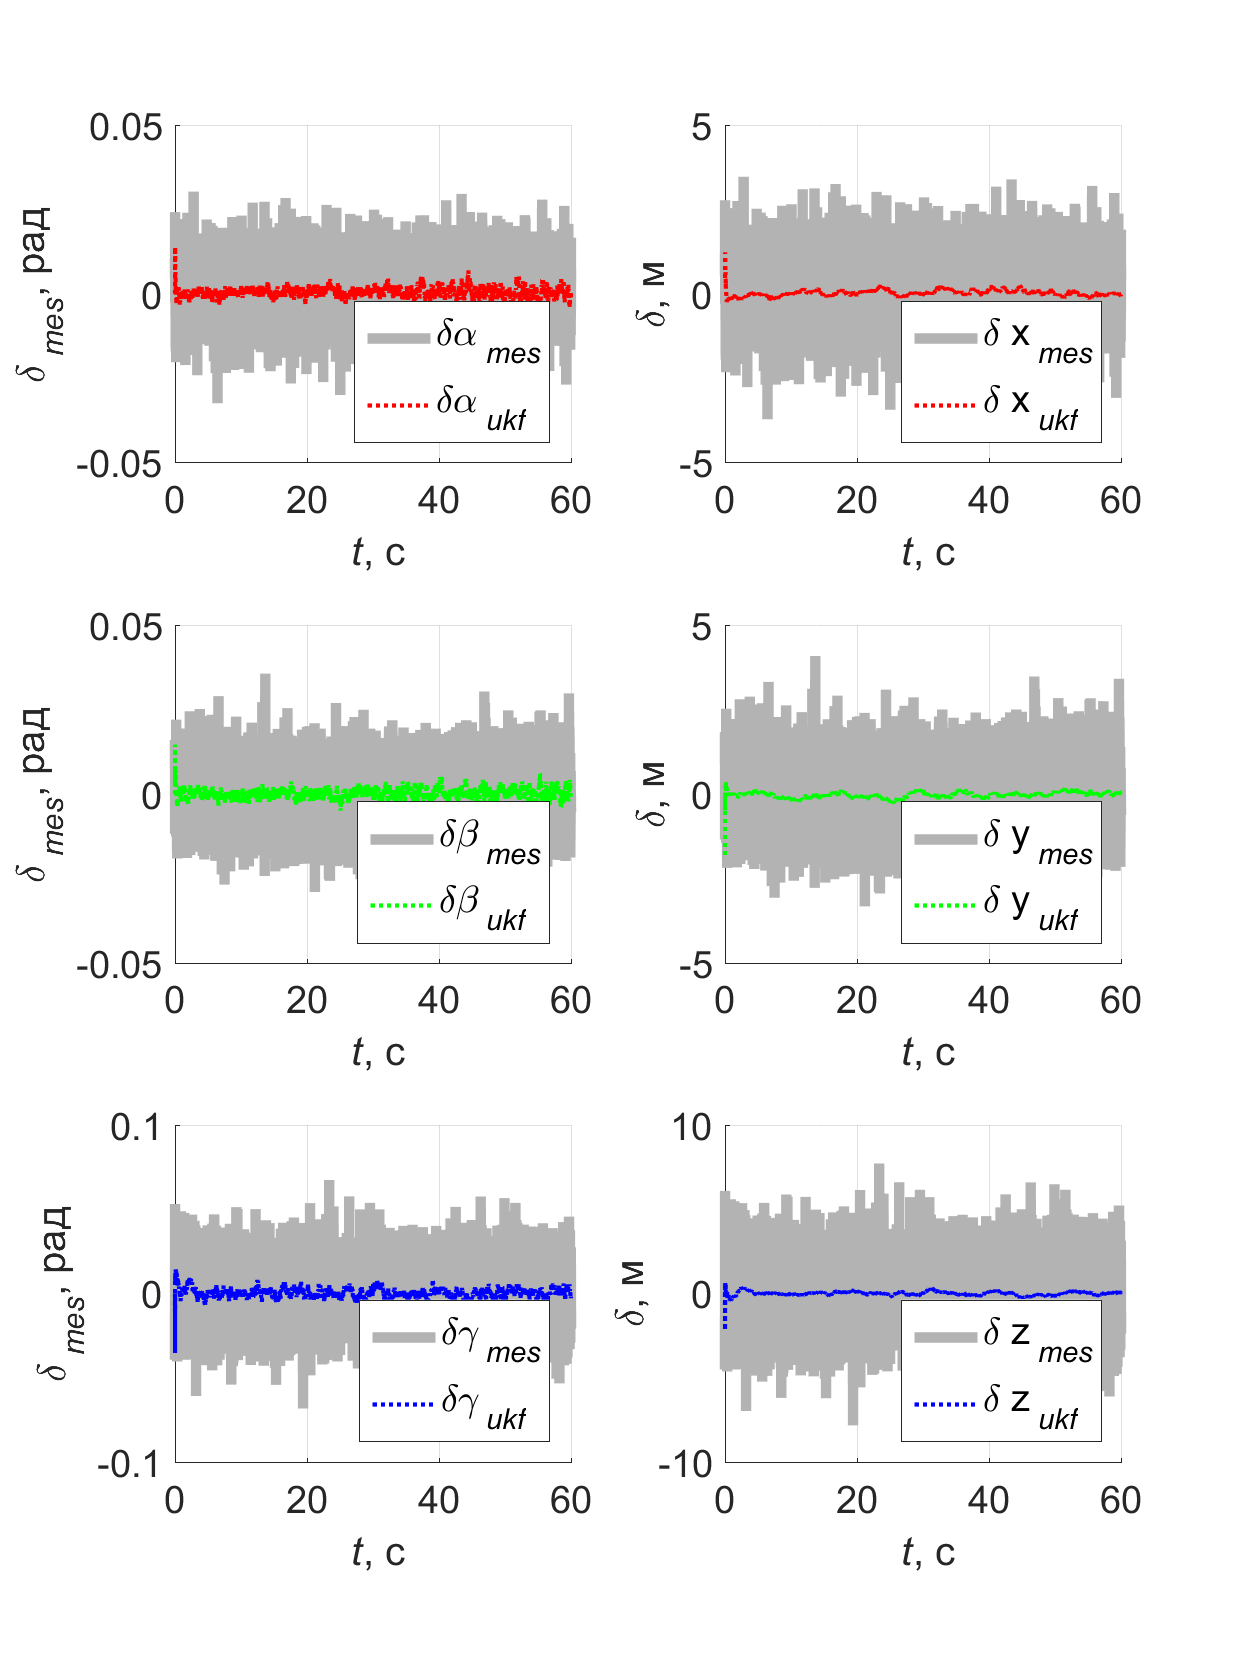 0.05
0
-0.05
δ mes, рад
δα mes
δα ukf
0 20 40 60
t, с
5
0
-5
δ, м
δ x mes
δ x ukf
0 20 40 60
t, с
0.05
0
-0.05
δ mes, рад
δβ mes
δβ ukf
0 20 40 60
t, с
5
0
-5
δ, м
δ y mes
δ y ukf
0 20 40 60
t, с
0.1
0
-0.1
δ mes, рад
δγ mes
δγ ukf
0 20 40 60
t, с
10
0
-10
δ, м
δ z mes
δ z ukf
0 20 40 60
t, с